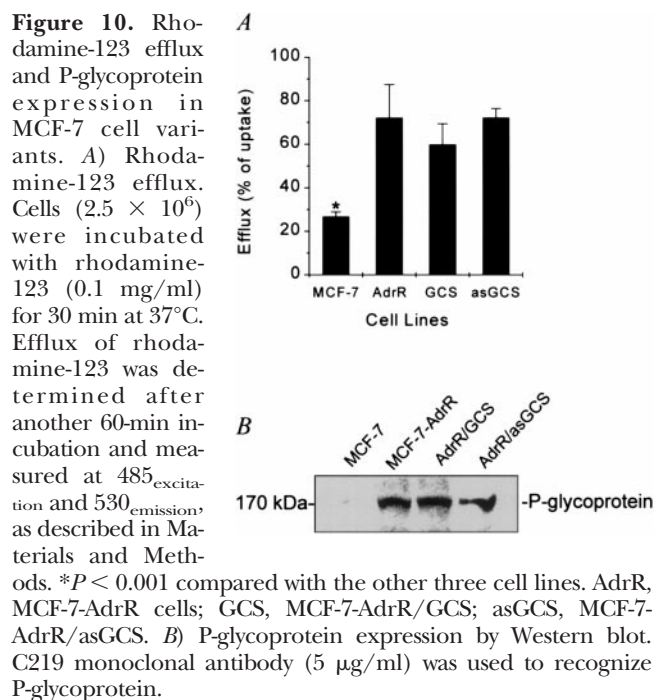 Figure 10. Rho-
damine-123 efflux
and P-glycoprotein
expression in
MCF-7 cell vari-
ants. A) Rhoda-
mine-123 efflux.
Cells (2.5 × 10⁶)
were incubated
with rhodamine-
123 (0.1 mg/ml)
for 30 min at 37°C.
Efflux of rhoda-
mine-123 was de-
termined after
another 60-min in-
cubation and mea-
sured at 485excita-
tion and 530emission,
as described in Ma-
terials and Meth-
ods. *P < 0.001 compared with the other three cell lines. AdrR,
MCF-7-AdrR cells; GCS, MCF-7-AdrR/GCS; asGCS, MCF-7-
AdrR/asGCS. B) P-glycoprotein expression by Western blot.
C219 monoclonal antibody (5 μg/ml) was used to recognize
P-glycoprotein.
A
Efflux (% of uptake)
100
80
60
40
20
0
*
MCF-7 AdrR GCS asGCS
Cell Lines
B
MCF-7
MCF-7-AdrR
AdrR/GCS
AdrR/asGCS
170 kDa-
-P-glycoprotein